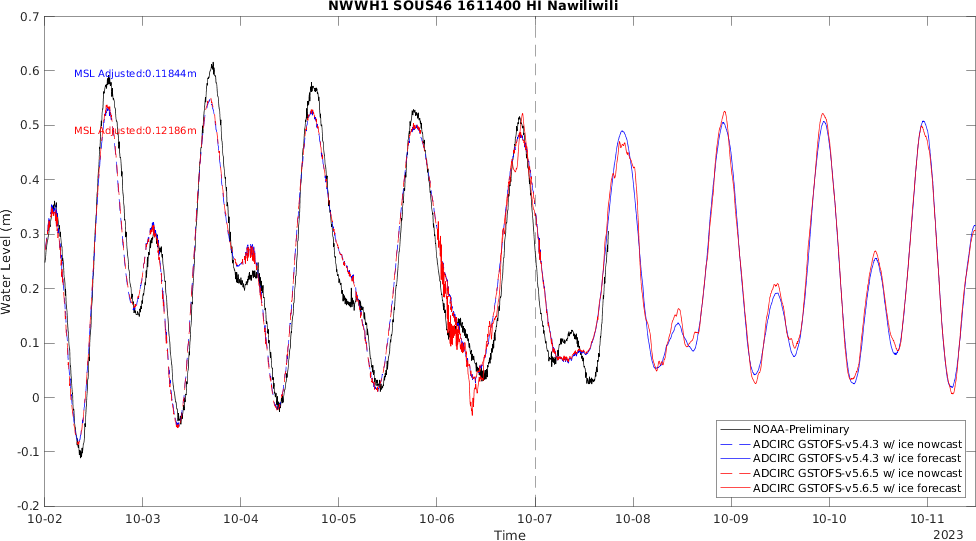 NWWH1 SOUS46 1611400 HI Nawiliwili
0.7
0.6
0.5
0.4
0.3
0.2
0.1
0
-0.1
-0.2
Water Level (m)
MSL Adjusted:0.11844m
MSL Adjusted:0.12186m
NOAA-Preliminary
ADCIRC GSTOFS-v5.4.3 w/ ice nowcast
ADCIRC GSTOFS-v5.4.3 w/ ice forecast
ADCIRC GSTOFS-v5.6.5 w/ ice nowcast
ADCIRC GSTOFS-v5.6.5 w/ ice forecast
10-02 10-03 10-04 10-05 10-06 10-07 10-08 10-09 10-10 10-11
Time
2023